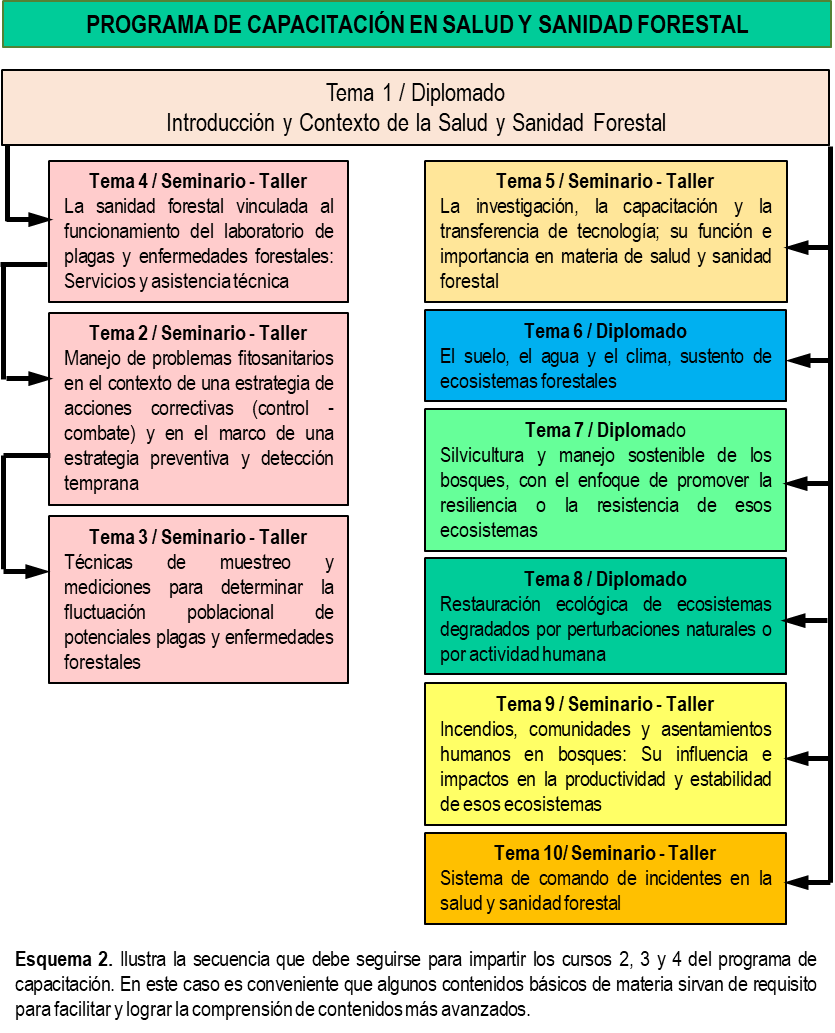 PROGRAMA DE CAPACITACIÓN EN SALUD Y SANIDAD FORESTAL
Tema 1 / Diplomado
Introducción y Contexto de la Salud y Sanidad Forestal
Tema 4 / Seminario - Taller
La sanidad forestal vinculada al
funcionamiento del laboratorio de
plagas y enfermedades forestales:
Servicios y asistencia técnica
Tema 2 / Seminario - Taller
Manejo de problemas fitosanitarios
en el contexto de una estrategia de
acciones correctivas (control -
combate) y en el marco de una
estrategia preventiva y detección
temprana
Tema 3 / Seminario - Taller
Técnicas de muestreo y
mediciones para determinar la
fluctuación poblacional de
potenciales plagas y enfermedades
forestales
Tema 5 / Seminario - Taller
La investigación, la capacitación y la
transferencia de tecnología; su función e
importancia en materia de salud y sanidad
forestal
Tema 6 / Diplomado
El suelo, el agua y el clima, sustento de
ecosistemas forestales
Tema 7 / Diplomado
Silvicultura y manejo sostenible de los
bosques, con el enfoque de promover la
resiliencia o la resistencia de esos
ecosistemas
Tema 8 / Diplomado
Restauración ecológica de ecosistemas
degradados por perturbaciones naturales o
por actividad humana
Tema 9 / Seminario - Taller
Incendios, comunidades y asentamientos
humanos en bosques: Su influencia e
impactos en la productividad y estabilidad
de esos ecosistemas
Tema 10/ Seminario - Taller
Sistema de comando de incidentes en la
salud y sanidad forestal
Esquema 2. Ilustra la secuencia que debe seguirse para impartir los cursos 2, 3 y 4 del programa de
capacitación. En este caso es conveniente que algunos contenidos básicos de materia sirvan de requisito
para facilitar y lograr la comprensión de contenidos más avanzados.